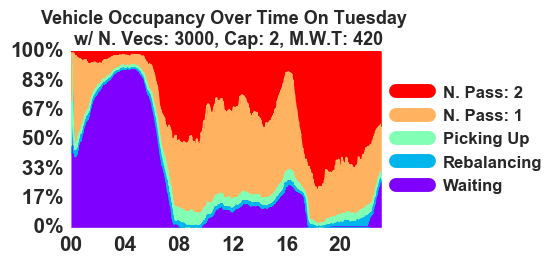 Vehicle Occupancy Over Time On Tuesday
w/ N. Vecs: 3000, Cap: 2, M.W.T: 420
100%
83%
67%
50%
33%
17%
0%
00 04 08 12 16 20
N. Pass: 2
N. Pass: 1
Picking Up
Rebalancing
Waiting